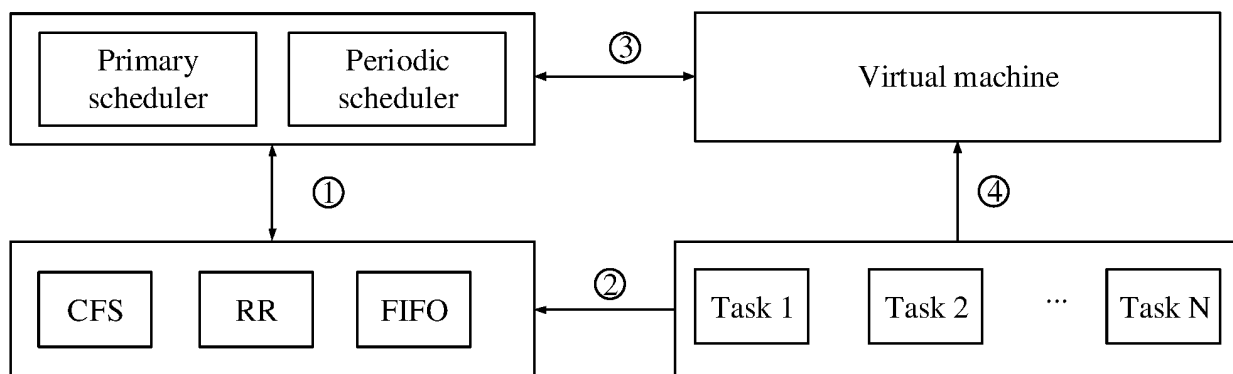 Primary
scheduler
Periodic
scheduler
③
Virtual machine
①
④
CFS
RR
FIFO
②
Task 1
Task 2
...
Task N